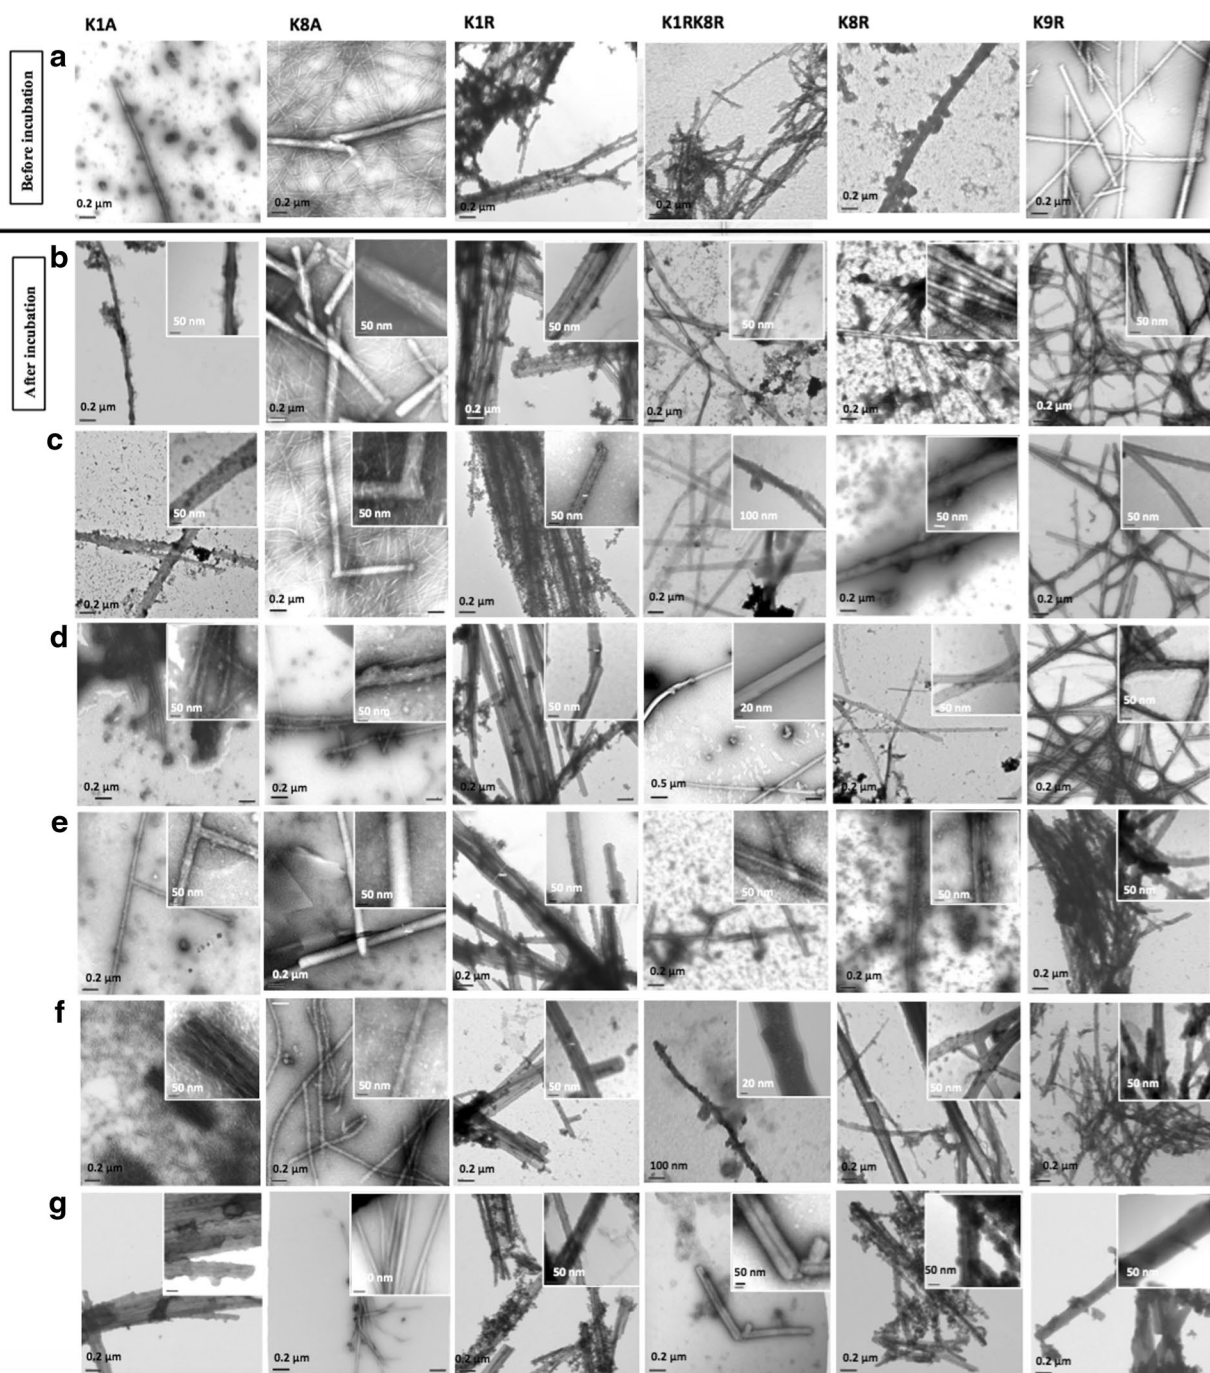 K1A K8A K1R K1RK8R K8R K9R
a
Before incubation
0.2 μm 0.2 μm 0.2 μm 0.2 μm 0.2 μm 0.2 μm
b
After incubation
50 nm 50 nm 50 nm 50 nm 50 nm 50 nm
0.2 μm 0.2 μm 0.2 μm 0.2 μm 0.2 μm 0.2 μm
c
50 nm 50 nm 50 nm 100 nm 50 nm 50 nm
0.2 μm 0.2 μm 0.2 μm 0.2 μm 0.2 μm 0.2 μm
d
50 nm 50 nm 50 nm 20 nm 50 nm 50 nm
0.2 μm 0.2 μm 0.2 μm 0.5 μm 0.2 μm 0.2 μm
e
50 nm 50 nm 50 nm 50 nm 50 nm 50 nm
0.2 μm 0.2 μm 0.2 μm 0.2 μm 0.2 μm 0.2 μm
f
50 nm 50 nm 50 nm 20 nm 50 nm 50 nm
0.2 μm 0.2 μm 0.2 μm 100 nm 0.2 μm 0.2 μm
g
nm 50 nm 50 nm 50 nm 50 nm
0.2 μm 0.2 μm 0.2 μm 0.2 μm 0.2 μm 0.2 μm